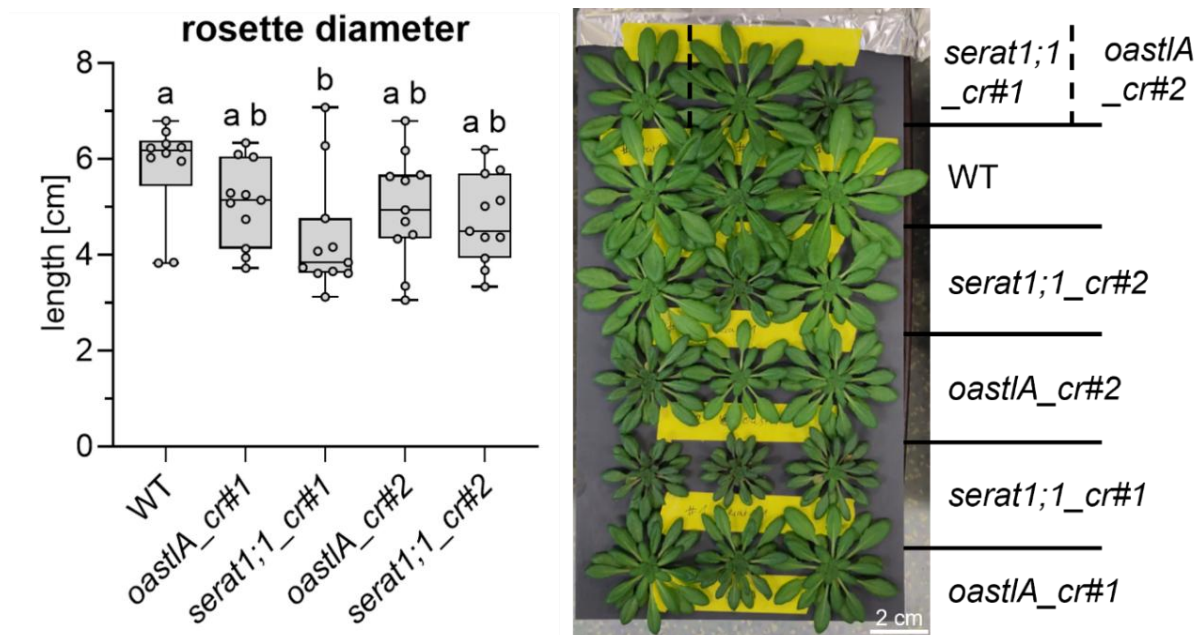 rosette diameter
length [cm]
8
6
4
2
0
a
a b
b
a b
a b
WT
oastlA_cr#1
serat1;1_cr#1
oastlA_cr#2
serat1;1_cr#2
serat1;1
_cr#1
oastlA
_cr#2
WT
serat1;1_cr#2
oastlA_cr#2
serat1;1_cr#1
oastlA_cr#1
2 cm